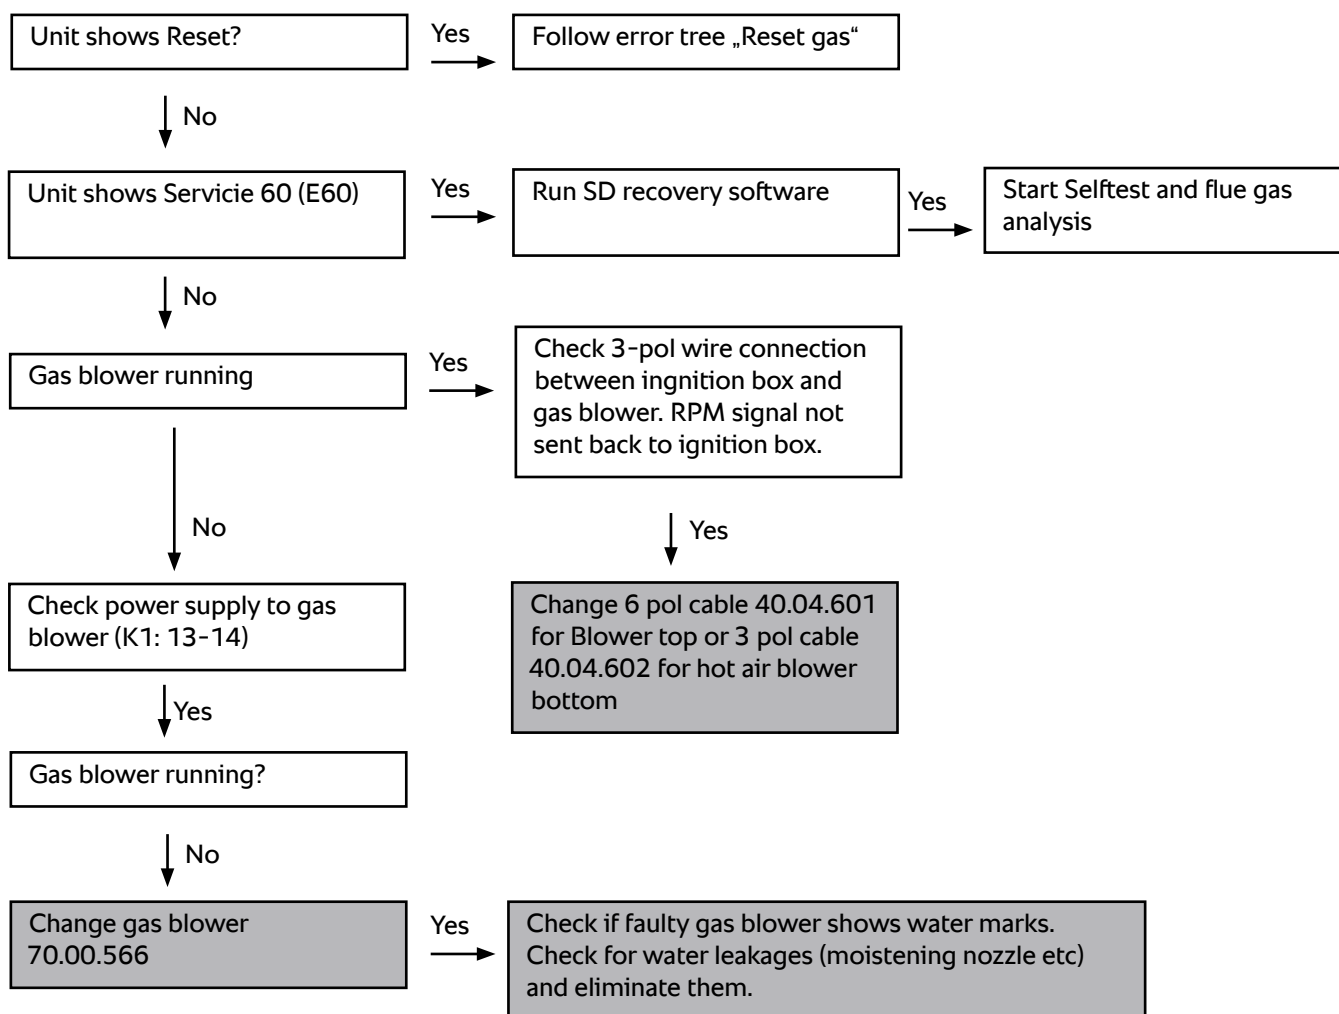 Unit shows Reset?
Yes
Follow error tree „Reset gas“
No
Unit shows Servicie 60 (E60)
Yes
Run SD recovery software
Yes
Start Selftest and flue gas
analysis
No
Gas blower running
Yes
Check 3-pol wire connection
between ingnition box and
gas blower. RPM signal not
sent back to ignition box.
No
Yes
Check power supply to gas
blower (K1: 13-14)
Change 6 pol cable 40.04.601
for Blower top or 3 pol cable
40.04.602 for hot air blower
bottom
Yes
Gas blower running?
No
Change gas blower
70.00.566
Yes
Check if faulty gas blower shows water marks.
Check for water leakages (moistening nozzle etc)
and eliminate them.